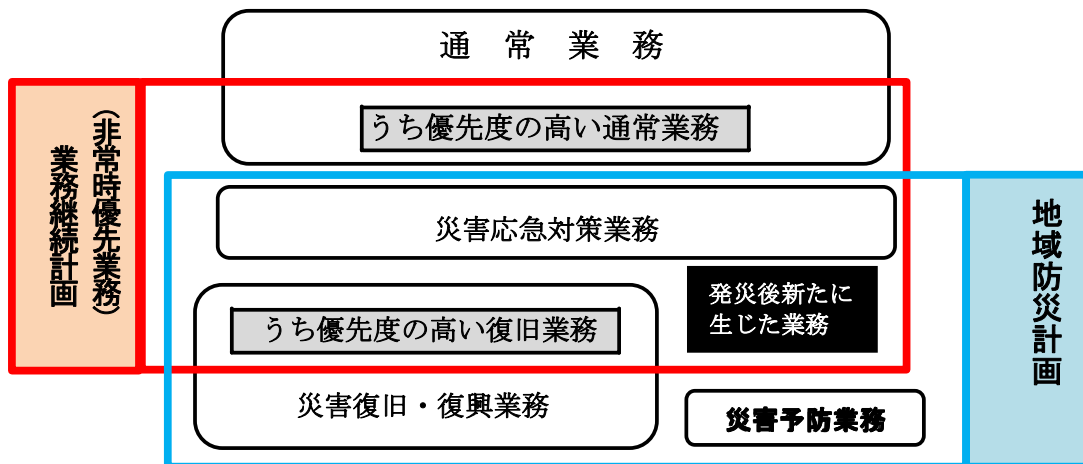 通常業務
うち優先度の高い通常業務
業務継続計画
（非常時優先業務）
災害応急対策業務
地域防災計画
発災後新たに
生じた業務
うち優先度の高い復旧業務
災害復旧・復興業務
災害予防業務